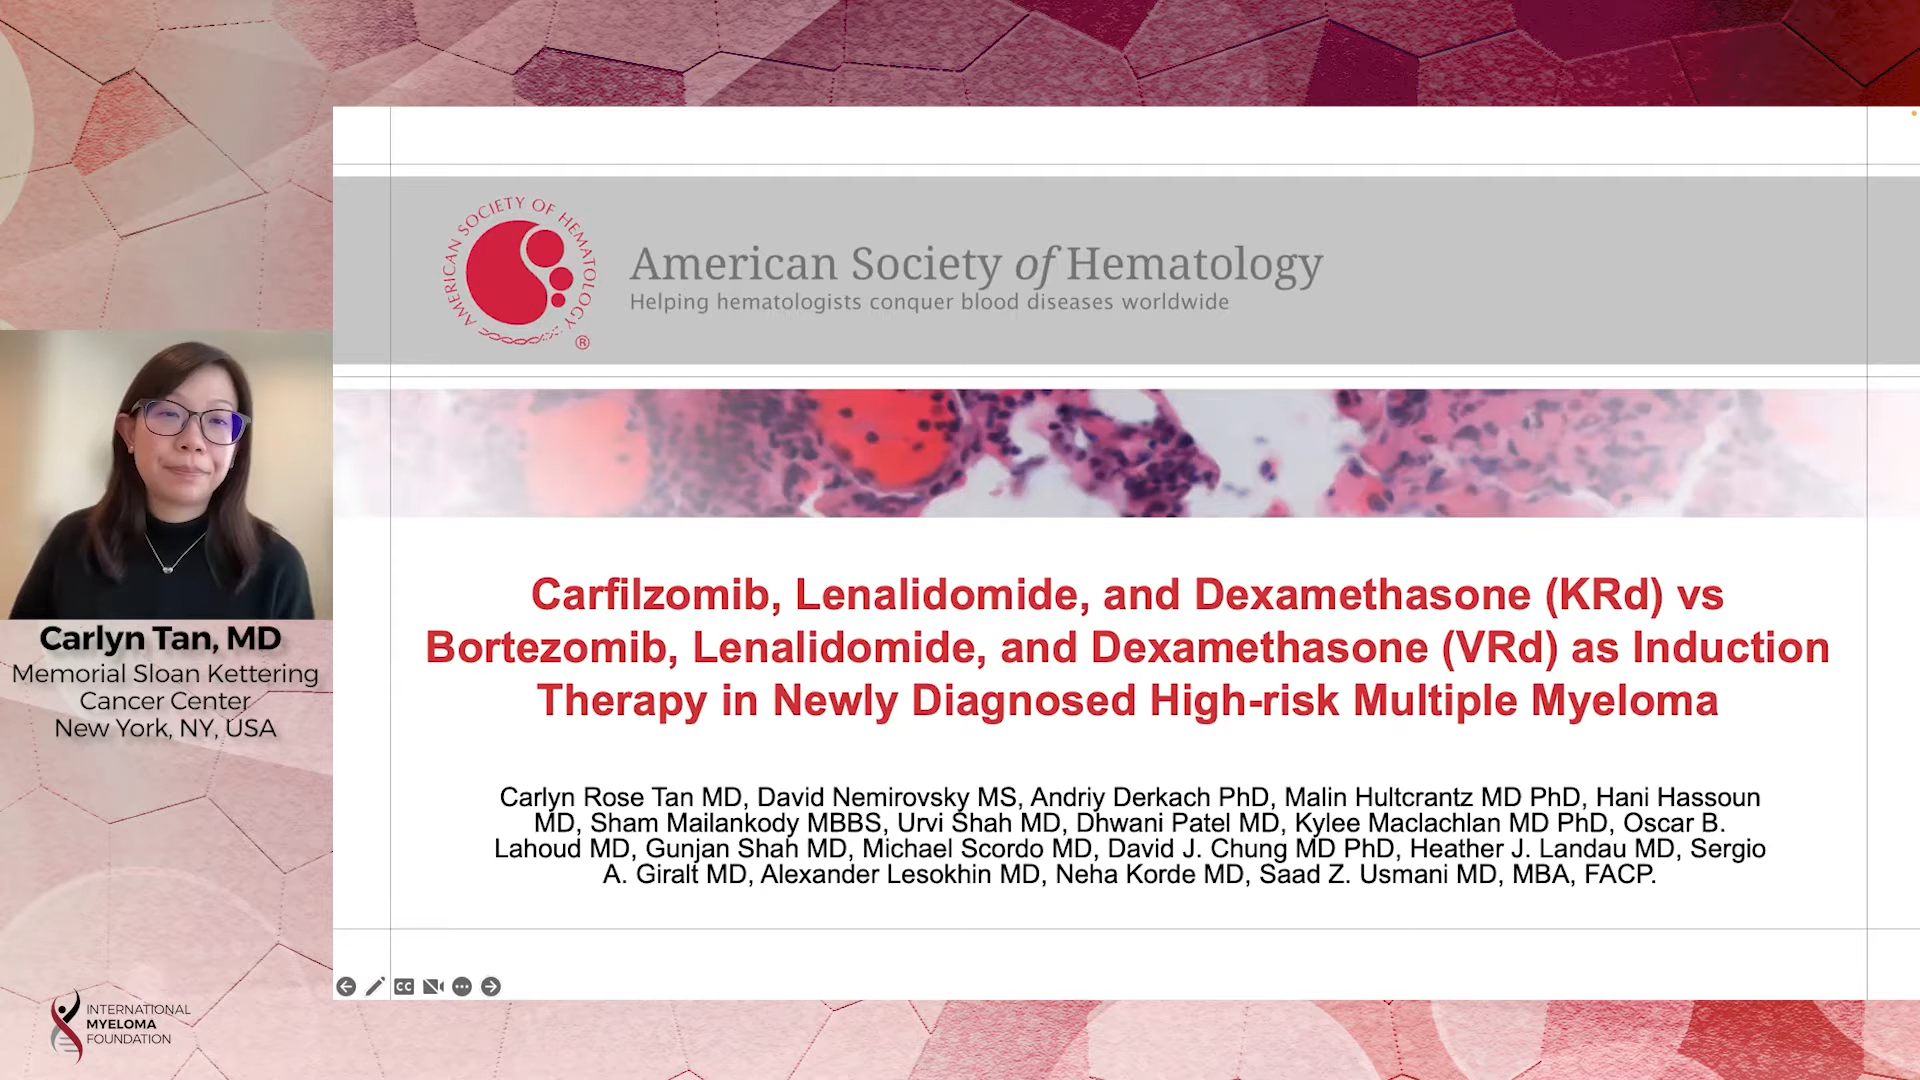 AMERICAN SOCIETY OF HEMATOLOGY
®
American Society of Hematology
Helping hematologists conquer blood diseases worldwide
Carfilzomib, Lenalidomide, and Dexamethasone (KRd) vs
Bortezomib, Lenalidomide, and Dexamethasone (VRd) as Induction
Therapy in Newly Diagnosed High-risk Multiple Myeloma
Carlyn Rose Tan MD, David Nemirovsky MS, Andriy Derkach PhD, Malin Hultcrantz MD PhD, Hani Hassoun
MD, Sham Mailankody MBBS, Urvi Shah MD, Dhwani Patel MD, Kylee Maclachlan MD PhD, Oscar B.
Lahoud MD, Gunjan Shah MD, Michael Scordo MD, David J. Chung MD PhD, Heather J. Landau MD, Sergio
A. Giralt MD, Alexander Lesokhin MD, Neha Korde MD, Saad Z. Usmani MD, MBA, FACP.
Carlyn Tan, MD
Memorial Sloan Kettering
Cancer Center
New York, NY, USA
CC
INTERNATIONAL
MYELOMA
FOUNDATION